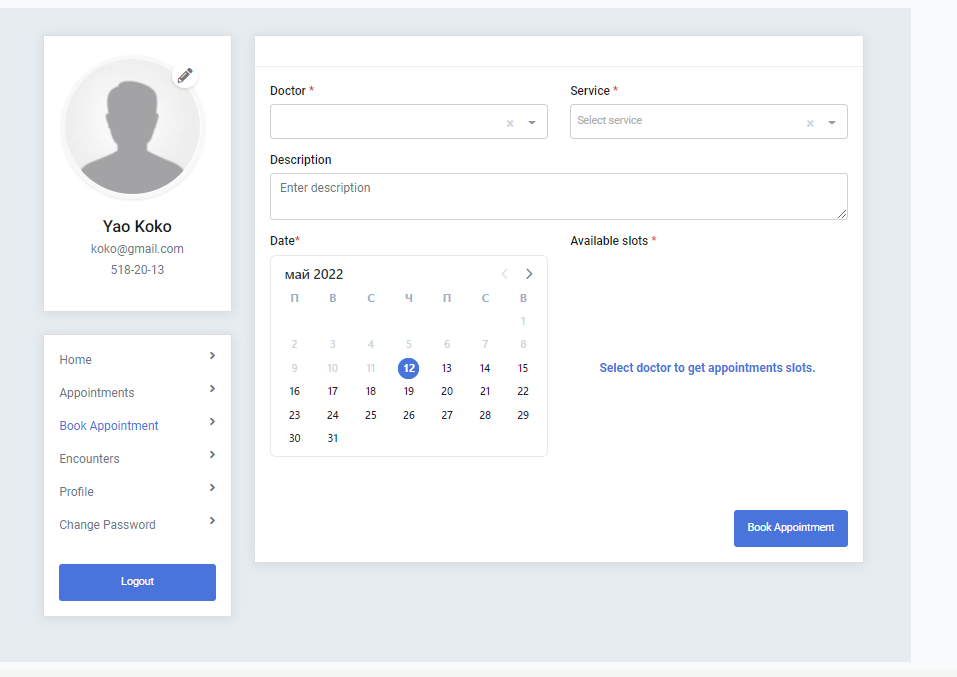 Yao Koko
koko@gmail.com
518-20-13
Home
Appointments
Book Appointment
Encounters
Profile
Change Password
Logout
Doctor *
Service *
Select service
Description
Enter description
Date*
Available slots *
май 2022
П В С Ч П С В
1
2 3 4 5 6 7 8
9 10 11 12 13 14 15
16 17 18 19 20 21 22
23 24 25 26 27 28 29
30 31
Select doctor to get appointments slots.
Book Appointment